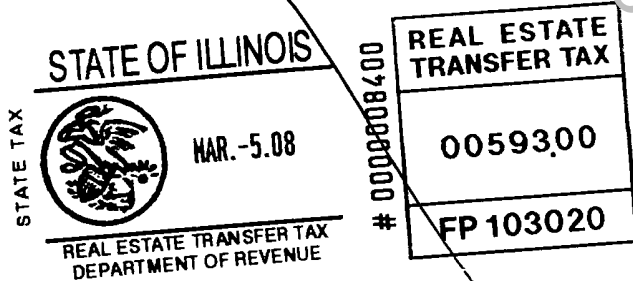 STATE OF ILLINOIS
STATE TAX
MAR.-5.08
REAL ESTATE TRANSFER TAX
DEPARTMENT OF REVENUE
# 0000008400
REAL ESTATE
TRANSFER TAX
00593.00
FP 103020